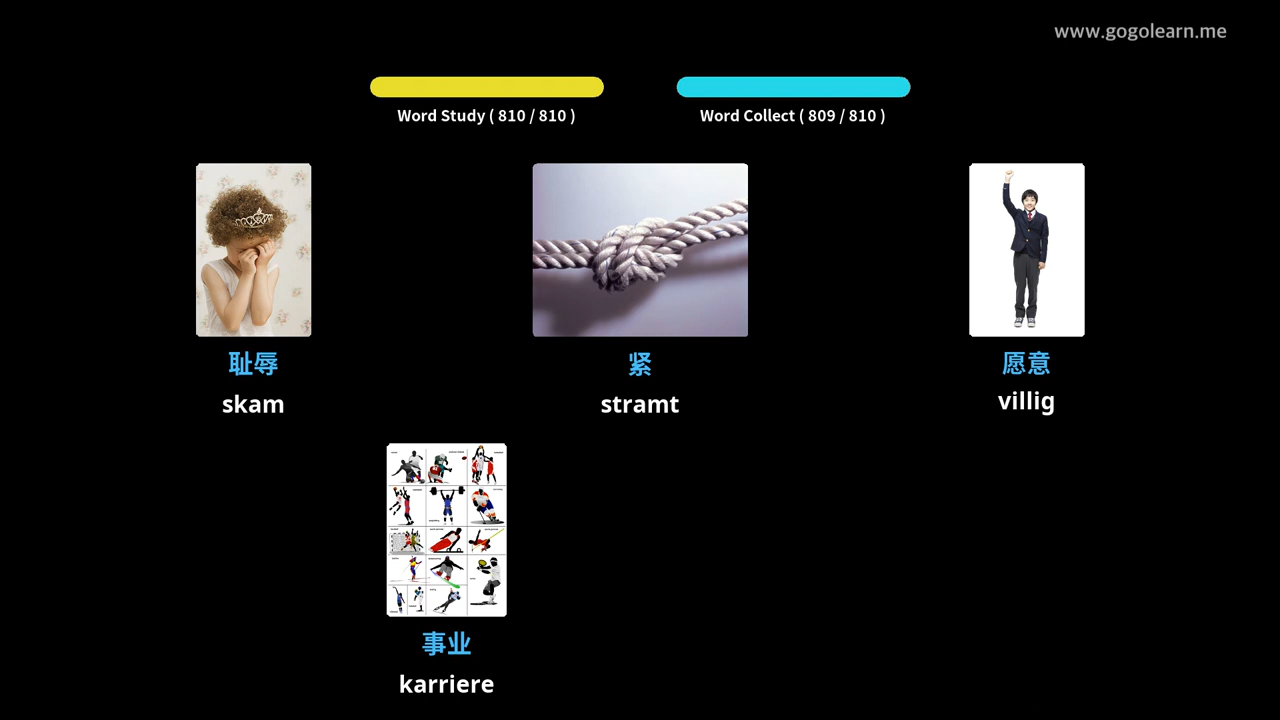 www.gogolearn.me
Word Study ( 810 / 810 )
Word Collect ( 809 / 810 )
耻辱
skam
紧
stramt
愿意
villig
事业
karriere